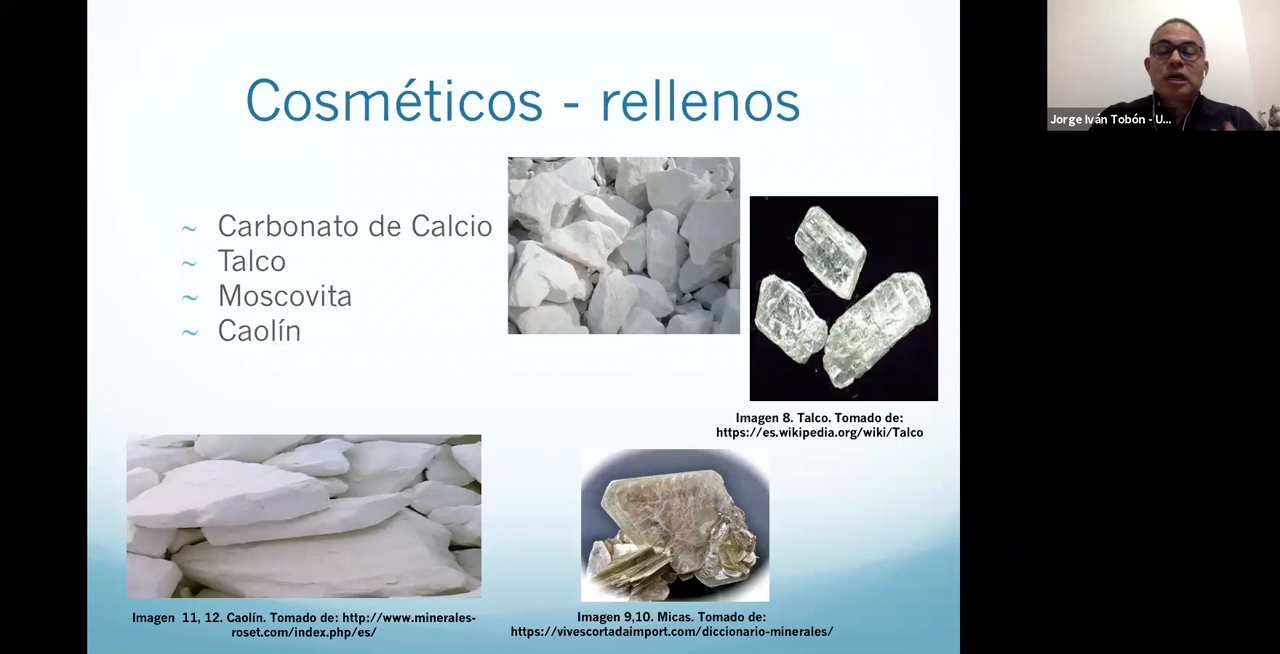 Cosméticos - rellenos
~ Carbonato de Calcio
~ Talco
~ Moscovita
~ Caolín
Imagen 8. Talco. Tomado de:
https://es.wikipedia.org/wiki/Talco
Imagen 11, 12. Caolín. Tomado de: http://www.minerales-
roset.com/index.php/es/
Imagen 9,10. Micas. Tomado de:
https://vivescortadaimport.com/diccionario-minerales/
Jorge Iván Tobón - U...